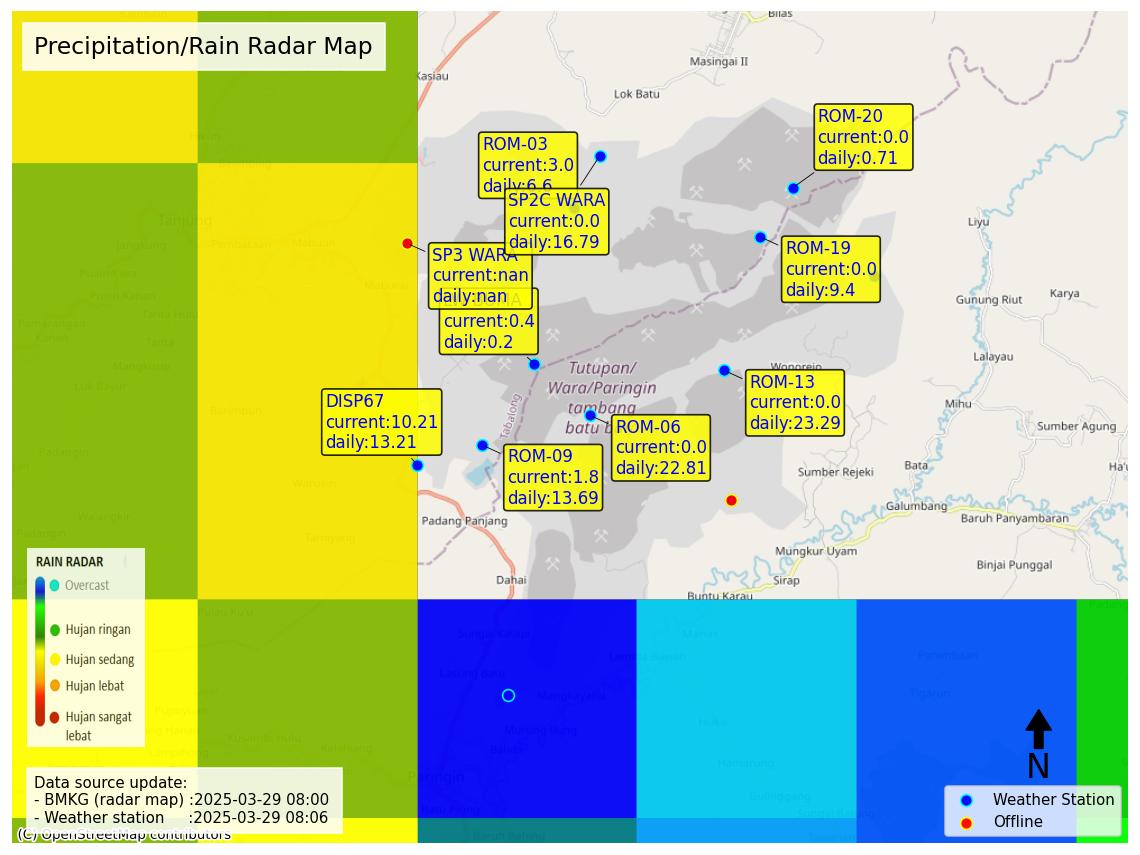 Precipitation/Rain Radar Map
Bilas
Masingai II
Kasiau
Lok Batu
ROM-20
current:0.0
daily:0.71
ROM-03
current:3.0
daily:6.6
SP2C WARA
current:0.0
daily:16.79
Tanjung
Liyu
SP3 WARA
current:nan
daily:nan
ROM-19
current:0.0
daily:9.4
current:0.4
daily:0.2
Gunung Riut
Karya
Lalayau
Tutupan/
Wara/Paringin
tambang
batu b
Wonorejo
ROM-13
current:0.0
daily:23.29
Tabalong
DISP67
current:10.21
daily:13.21
ROM-06
current:0.0
daily:22.81
ROM-09
current:1.8
daily:13.69
Mihu
Sumber Agung
Bata
Sumber Rejeki
Galumbang
Baruh Panyambaran
Padang Panjang
Mungkur Uyam
Binjai Punggal
Dahai
Sirap
Buntu Karau
RAIN RADAR
Overcast
Hujan ringan
Hujan sedang
Hujan lebat
Hujan sangat
lebat
Paringin
Data source update:
- BMKG (radar map) :2025-03-29 08:00
- Weather station :2025-03-29 08:06
(C) OpenStreetMap contributors
N
Weather Station
Offline